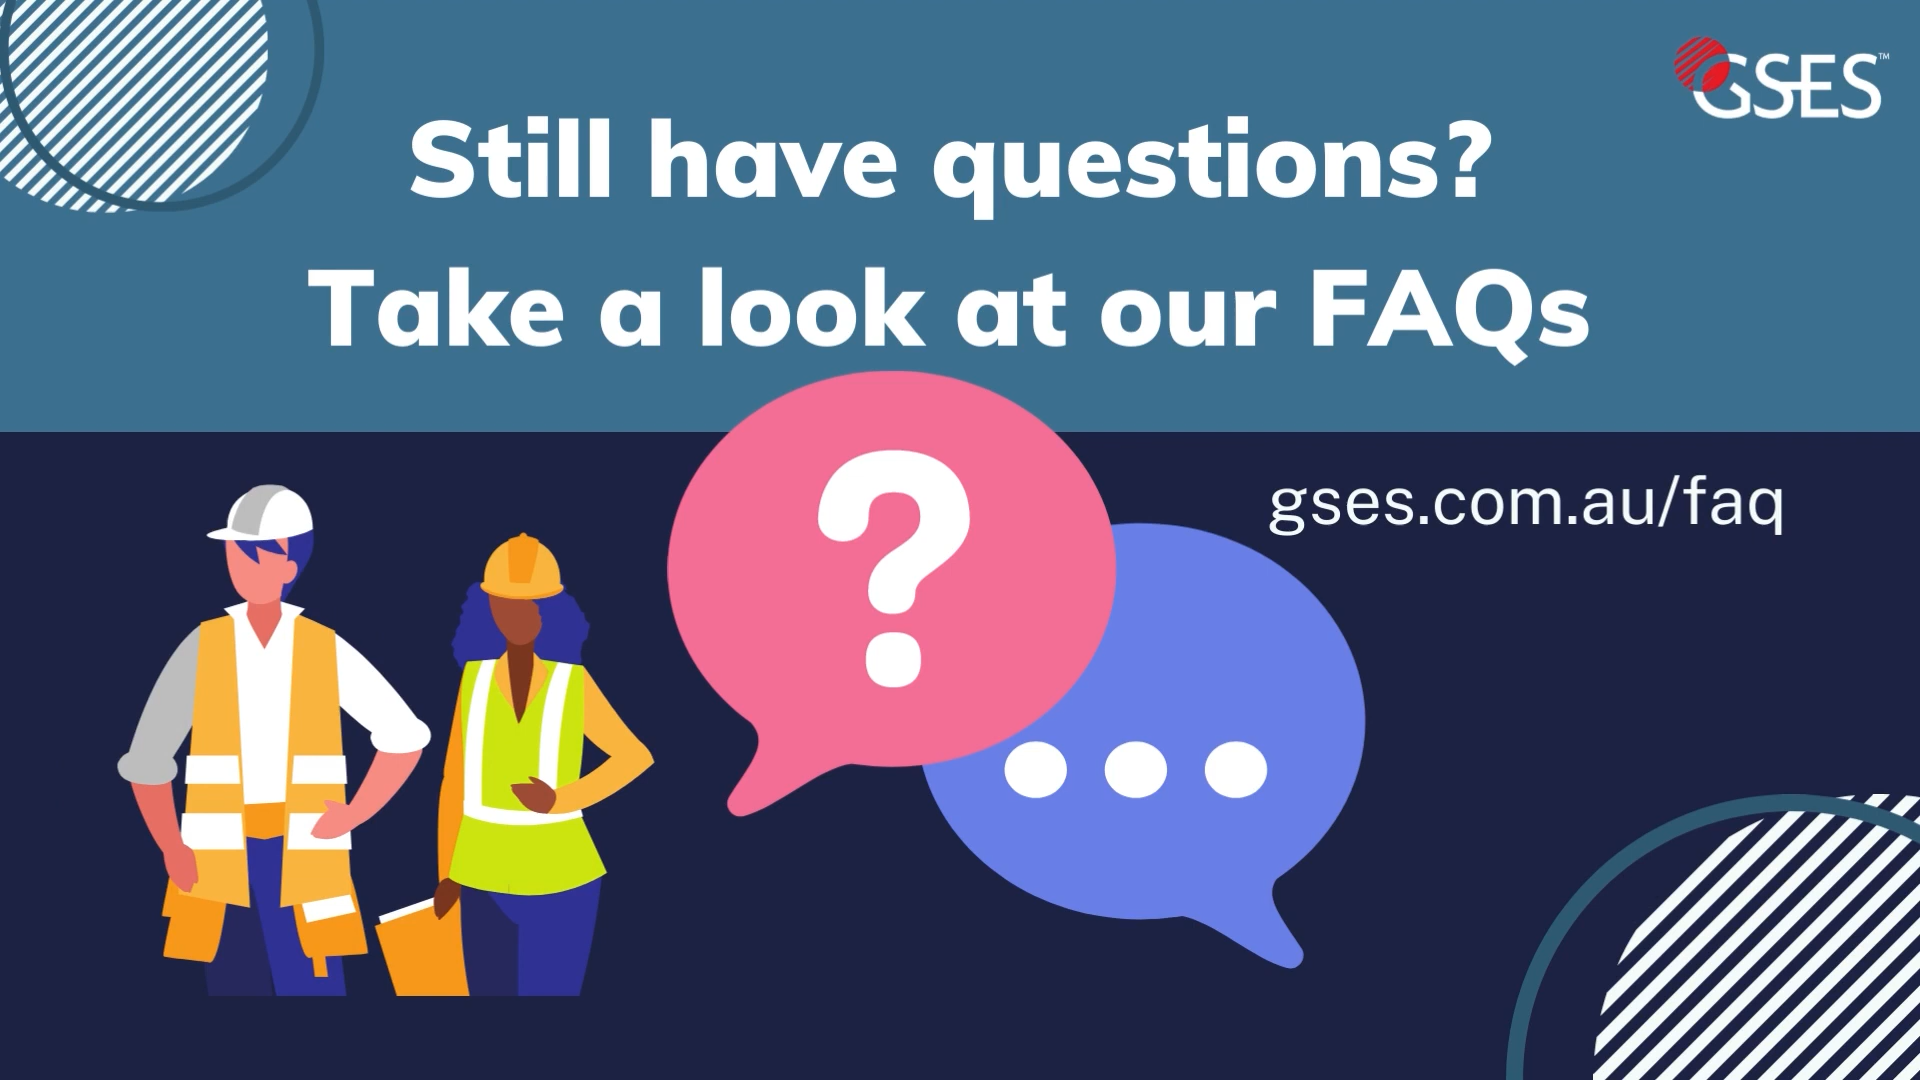 GSES™
Still have questions?
Take a look at our FAQs
?
gses.com.au/faq